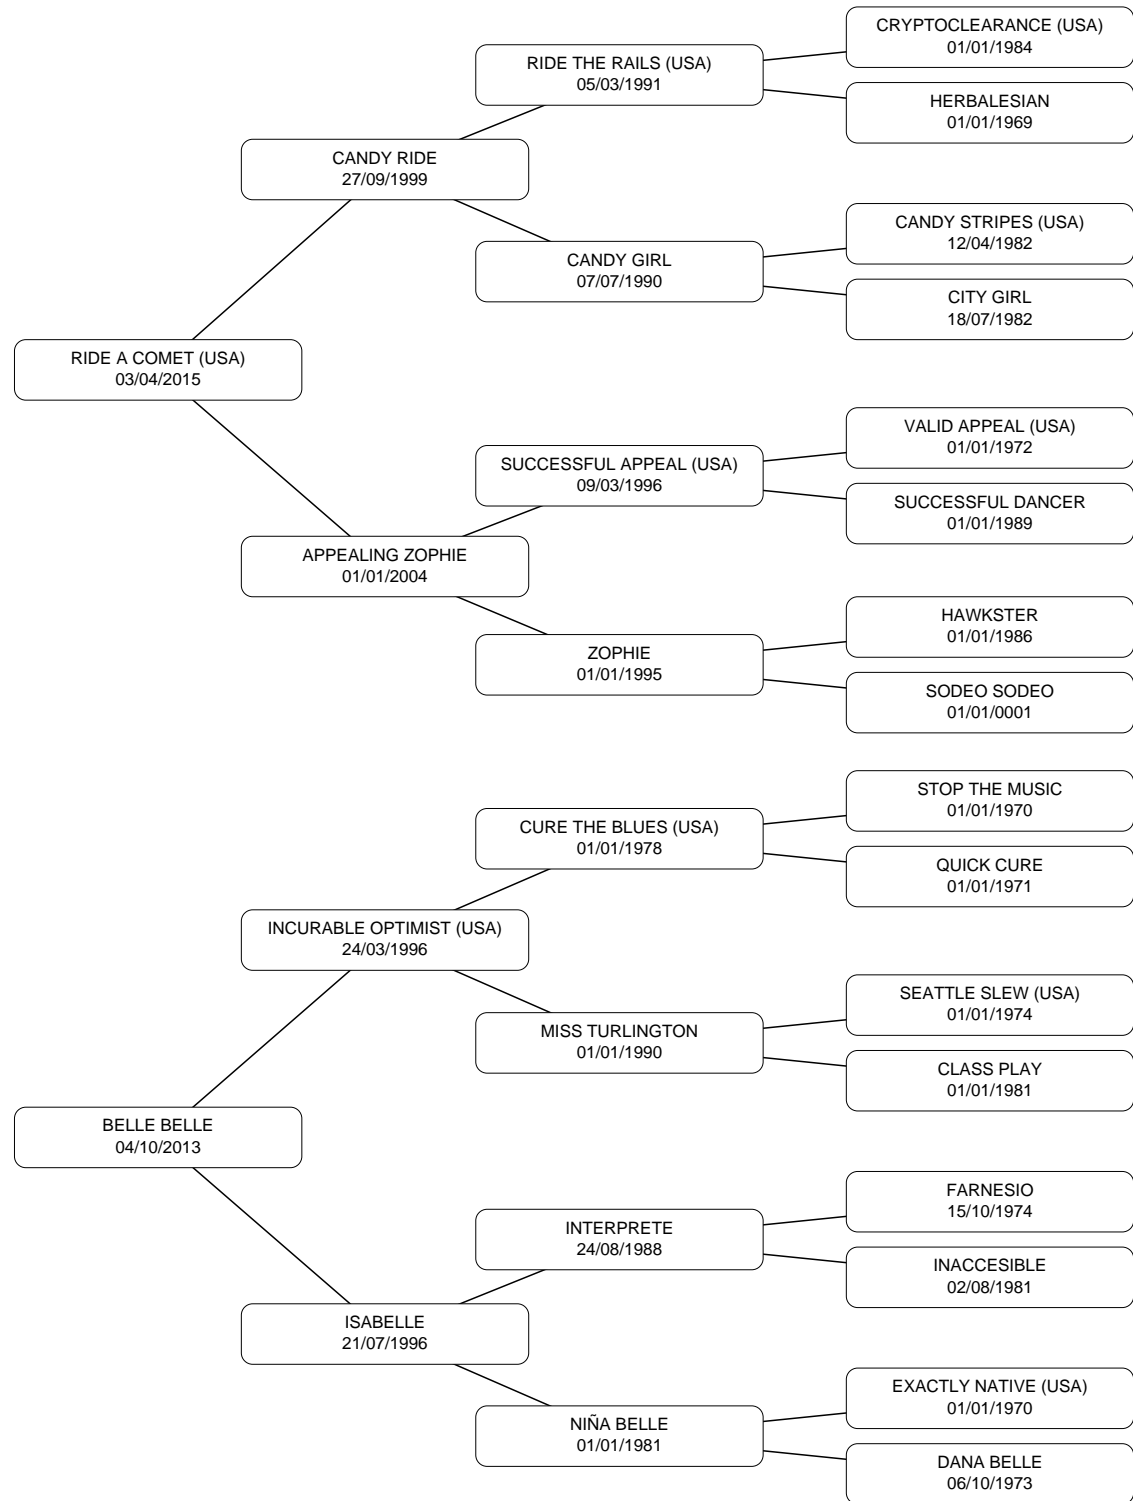 CRYPTOCLEARANCE (USA)
01/01/1984
RIDE THE RAILS (USA)
05/03/1991
HERBALESIAN
01/01/1969
CANDY RIDE
27/09/1999
CANDY STRIPES (USA)
12/04/1982
CANDY GIRL
07/07/1990
CITY GIRL
18/07/1982
RIDE A COMET (USA)
03/04/2015
VALID APPEAL (USA)
01/01/1972
SUCCESSFUL APPEAL (USA)
09/03/1996
SUCCESSFUL DANCER
01/01/1989
APPEALING ZOPHIE
01/01/2004
HAWKSTER
01/01/1986
ZOPHIE
01/01/1995
SODEO SODEO
01/01/0001
STOP THE MUSIC
01/01/1970
CURE THE BLUES (USA)
01/01/1978
QUICK CURE
01/01/1971
INCURABLE OPTIMIST (USA)
24/03/1996
SEATTLE SLEW (USA)
01/01/1974
MISS TURLINGTON
01/01/1990
CLASS PLAY
01/01/1981
BELLE BELLE
04/10/2013
FARNESIO
15/10/1974
INTERPRETE
24/08/1988
INACCESIBLE
02/08/1981
ISABELLE
21/07/1996
EXACTLY NATIVE (USA)
01/01/1970
NIÑA BELLE
01/01/1981
DANA BELLE
06/10/1973